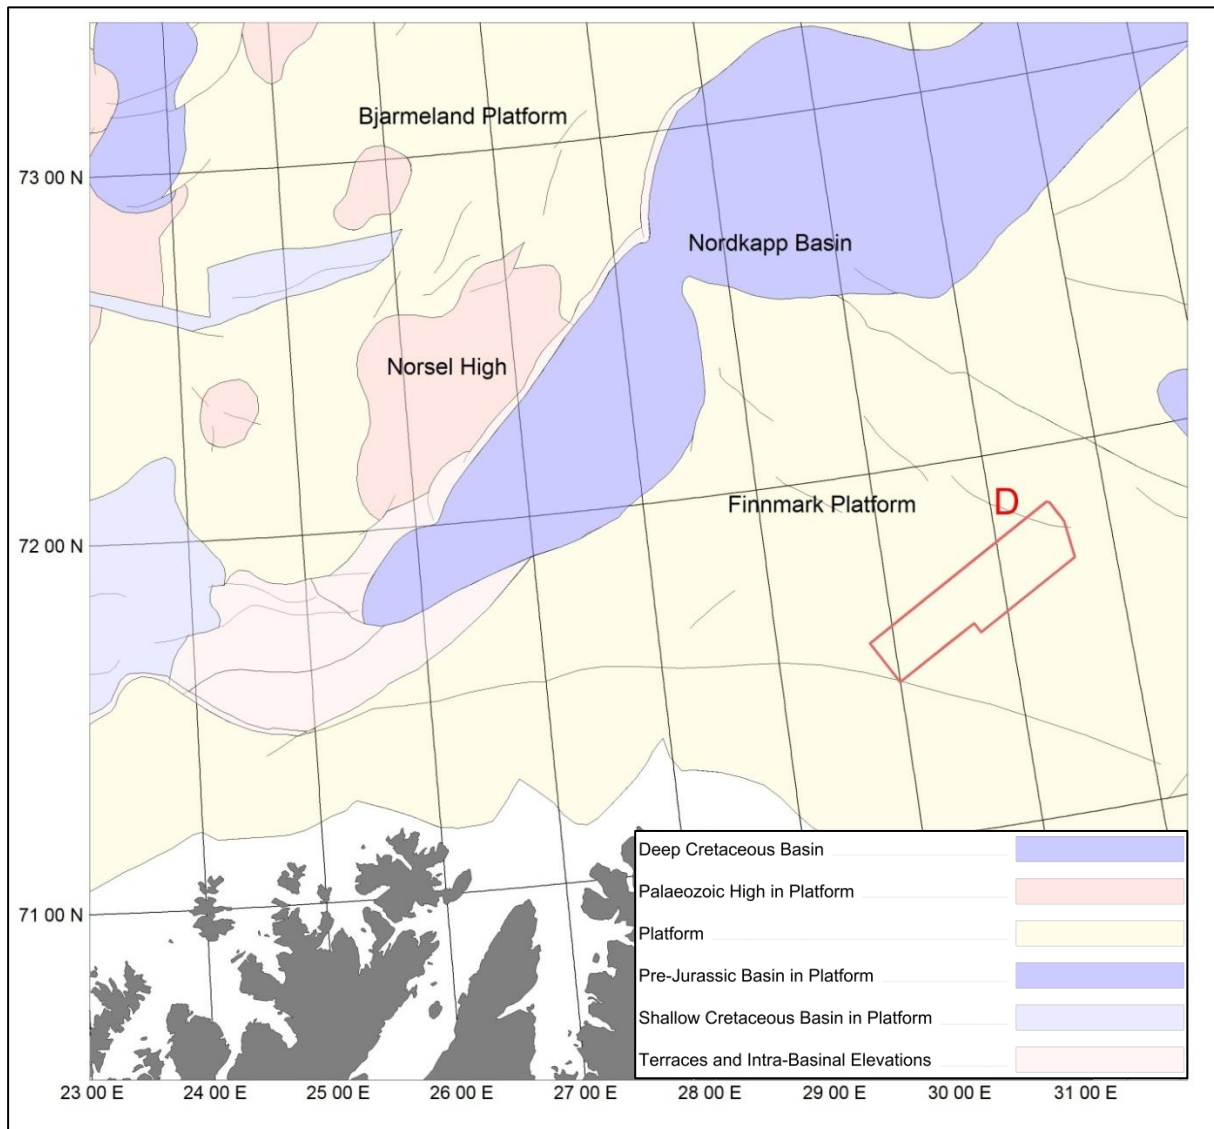 Bjarmeland Platform
73 00 N
Nordkapp Basin
Norsel High
D
Finnmark Platform
72 00 N
Deep Cretaceous Basin
Palaeozoic High in Platform
71 00 N
Platform
Pre-Jurassic Basin in Platform
Shallow Cretaceous Basin in Platform
Terraces and Intra-Basinal Elevations
23 00 E 24 00 E 25 00 E 26 00 E 27 00 E 28 00 E 29 00 E 30 00 E 31 00 E